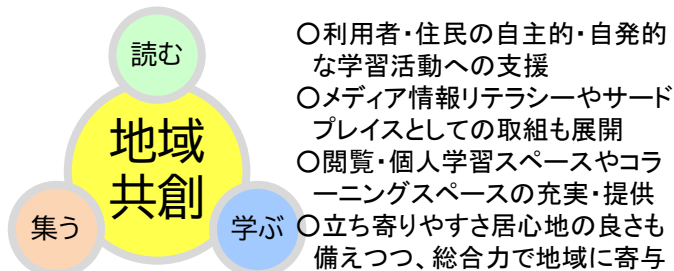 読む
地域
共創
集う
学ぶ
〇利用者・住民の自主的・自発的
な学習活動への支援
〇メディア情報リテラシーやサード
プレイスとしての取組も展開
〇閲覧・個人学習スペースやコラ
ーニングスペースの充実・提供
〇立ち寄りやすさ居心地の良さも
備えつつ、総合力で地域に寄与